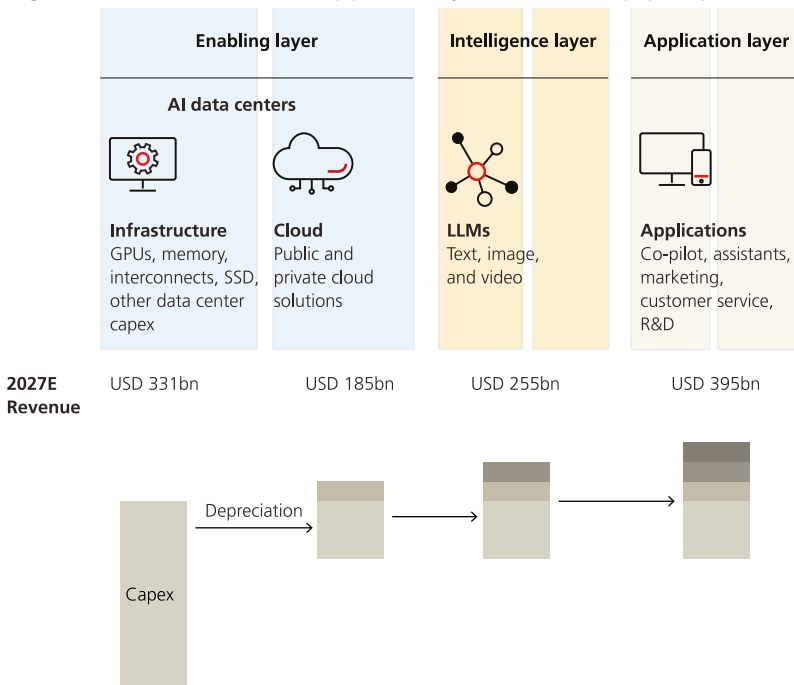 Enabling layer
Intelligence layer
Application layer
AI data centers
Infrastructure
GPUs, memory,
interconnects, SSD,
other data center
capex
Cloud
Public and
private cloud
solutions
LLMs
Text, image,
and video
Applications
Co-pilot, assistants,
marketing,
customer service,
R&D
2027E
Revenue
USD 331bn
USD 185bn
USD 255bn
USD 395bn
Depreciation
Capex